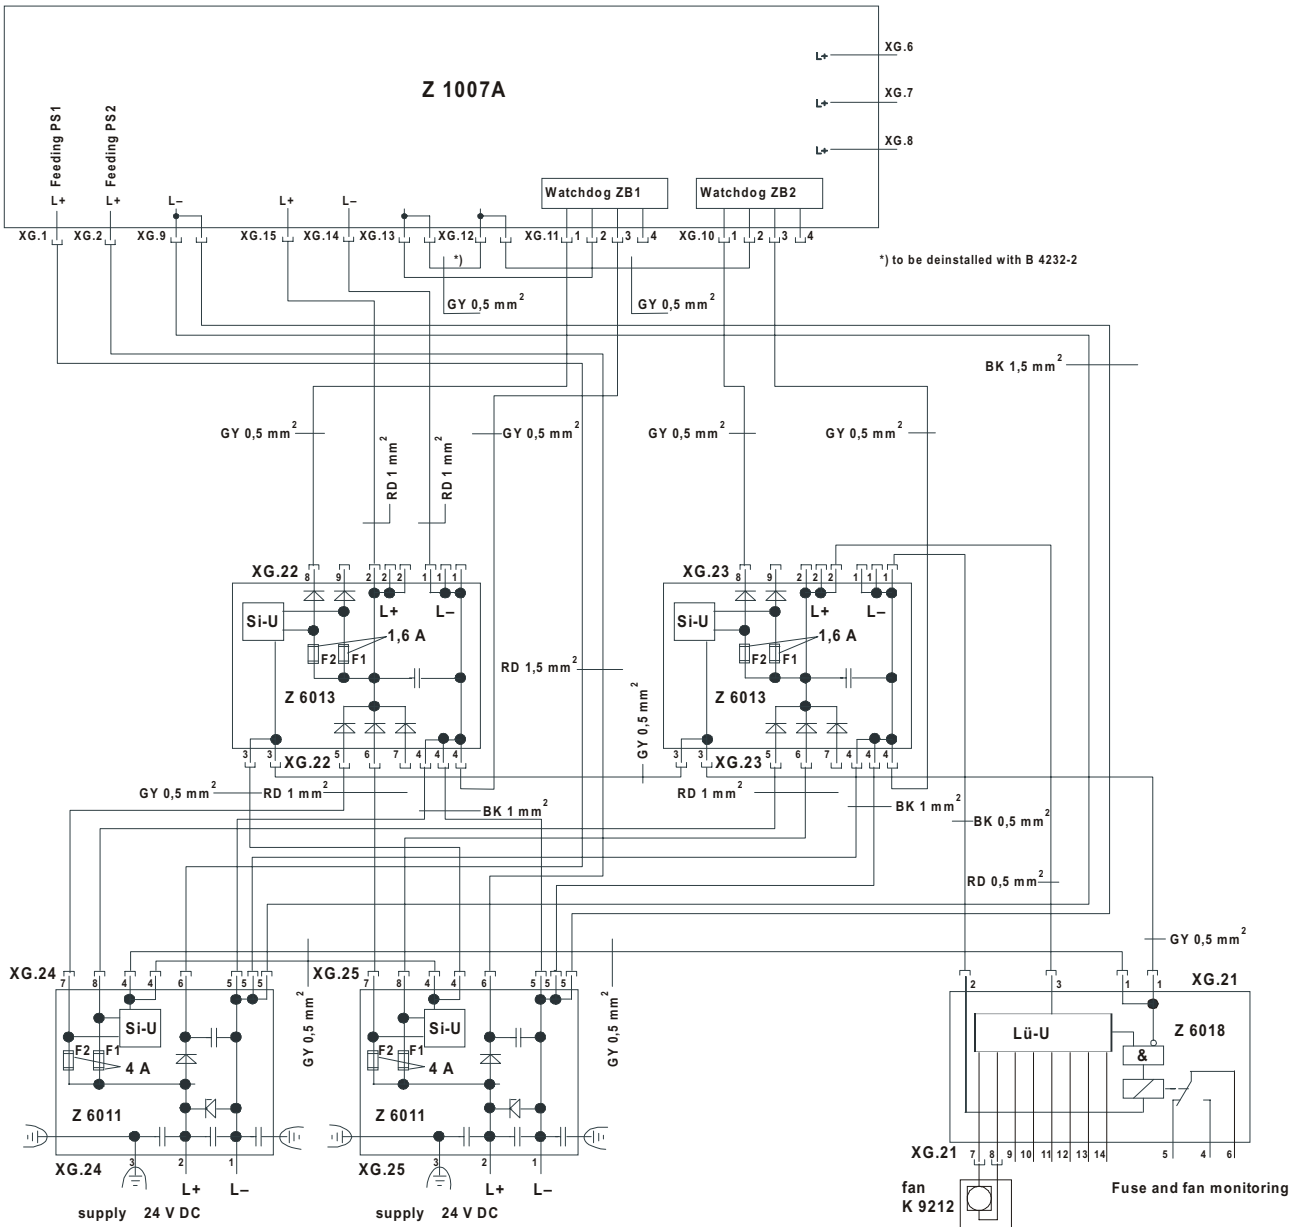 XG.6
L+
Z 1007A
XG.7
L+
XG.8
L+
Feeding PS1
Feeding PS2
L+ L+ L– L+ L–
Watchdog ZB1 Watchdog ZB2
XG.1 XG.2 XG.9 XG.15 XG.14 XG.13 XG.12 XG.11 1 2 3 4 XG.10 1 2 3 4
*)
*) to be deinstalled with B 4232-2
GY 0,5 mm² GY 0,5 mm²
BK 1,5 mm²
GY 0,5 mm² RD 1 mm² RD 1 mm² GY 0,5 mm² GY 0,5 mm² GY 0,5 mm²
XG.22 8 9 2 2 2 1 1 1 XG.23 8 9 2 2 2 1 1 1
L+ L– L+ L–
Si-U Si-U
1,6 A 1,6 A
F2 F1 F2 F1
RD 1,5 mm²
Z 6013 Z 6013
GY 0,5 mm²
3 3 5 6 7 4 4 4 3 3 5 6 7 4 4 4
XG.22 XG.23
GY 0,5 mm² RD 1 mm² RD 1 mm²
BK 1 mm² BK 1 mm²
BK 0,5 mm²
RD 0,5 mm²
GY 0,5 mm²
XG.24 7 8 4 4 6 5 5 5 XG.25 7 8 4 4 6 5 5 5 XG.21
2 3 1 1
GY 0,5 mm² GY 0,5 mm²
Si-U Si-U Lü-U Z 6018
F2 F1 F2 F1 &
4 A 4 A
Z 6011 Z 6011
XG.24 3 2 1 XG.25 3 2 1 XG.21 7 8 9 10 11 12 13 14 5 4 6
L+ L– L+ L–
fan
K 9212
Fuse and fan monitoring
supply 24 V DC supply 24 V DC